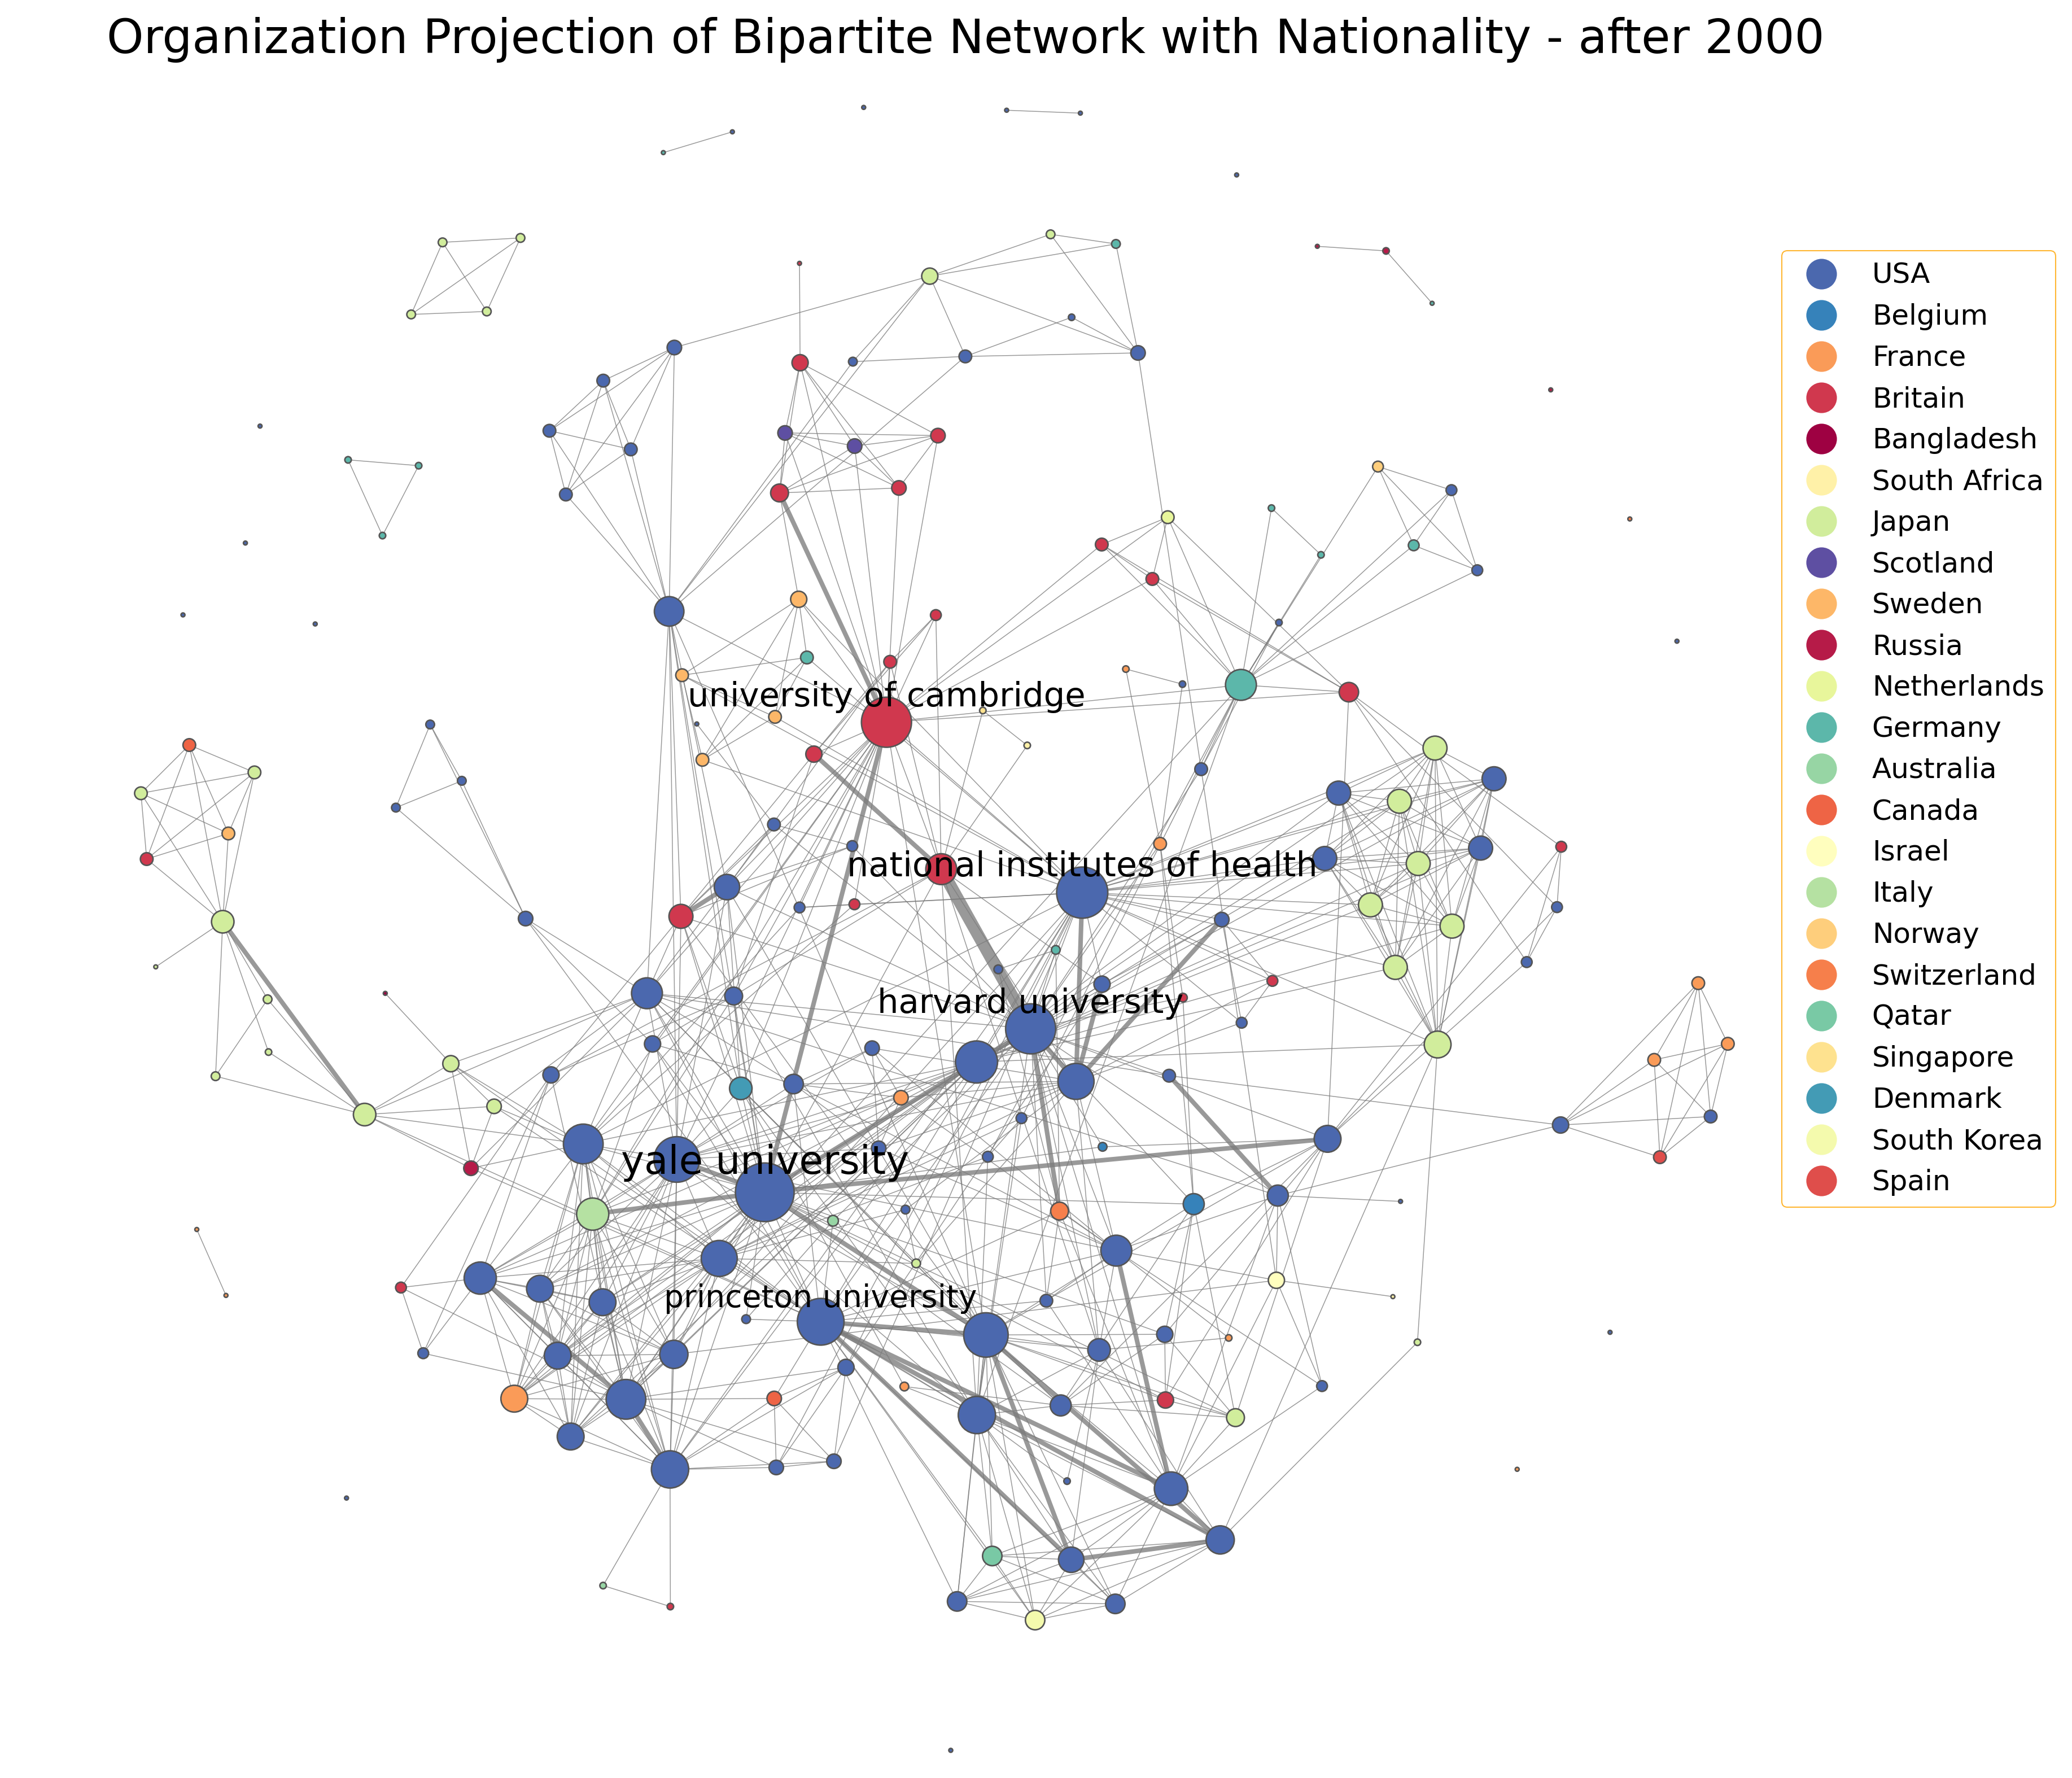 Organization Projection of Bipartite Network with Nationality - after 2000
USA
Belgium
France
Britain
Bangladesh
South Africa
Japan
Scotland
Sweden
Russia
Netherlands
Germany
Australia
Canada
Israel
Italy
Norway
Switzerland
Qatar
Singapore
Denmark
South Korea
Spain
university of cambridge
national institutes of health
harvard university
yale university
princeton university